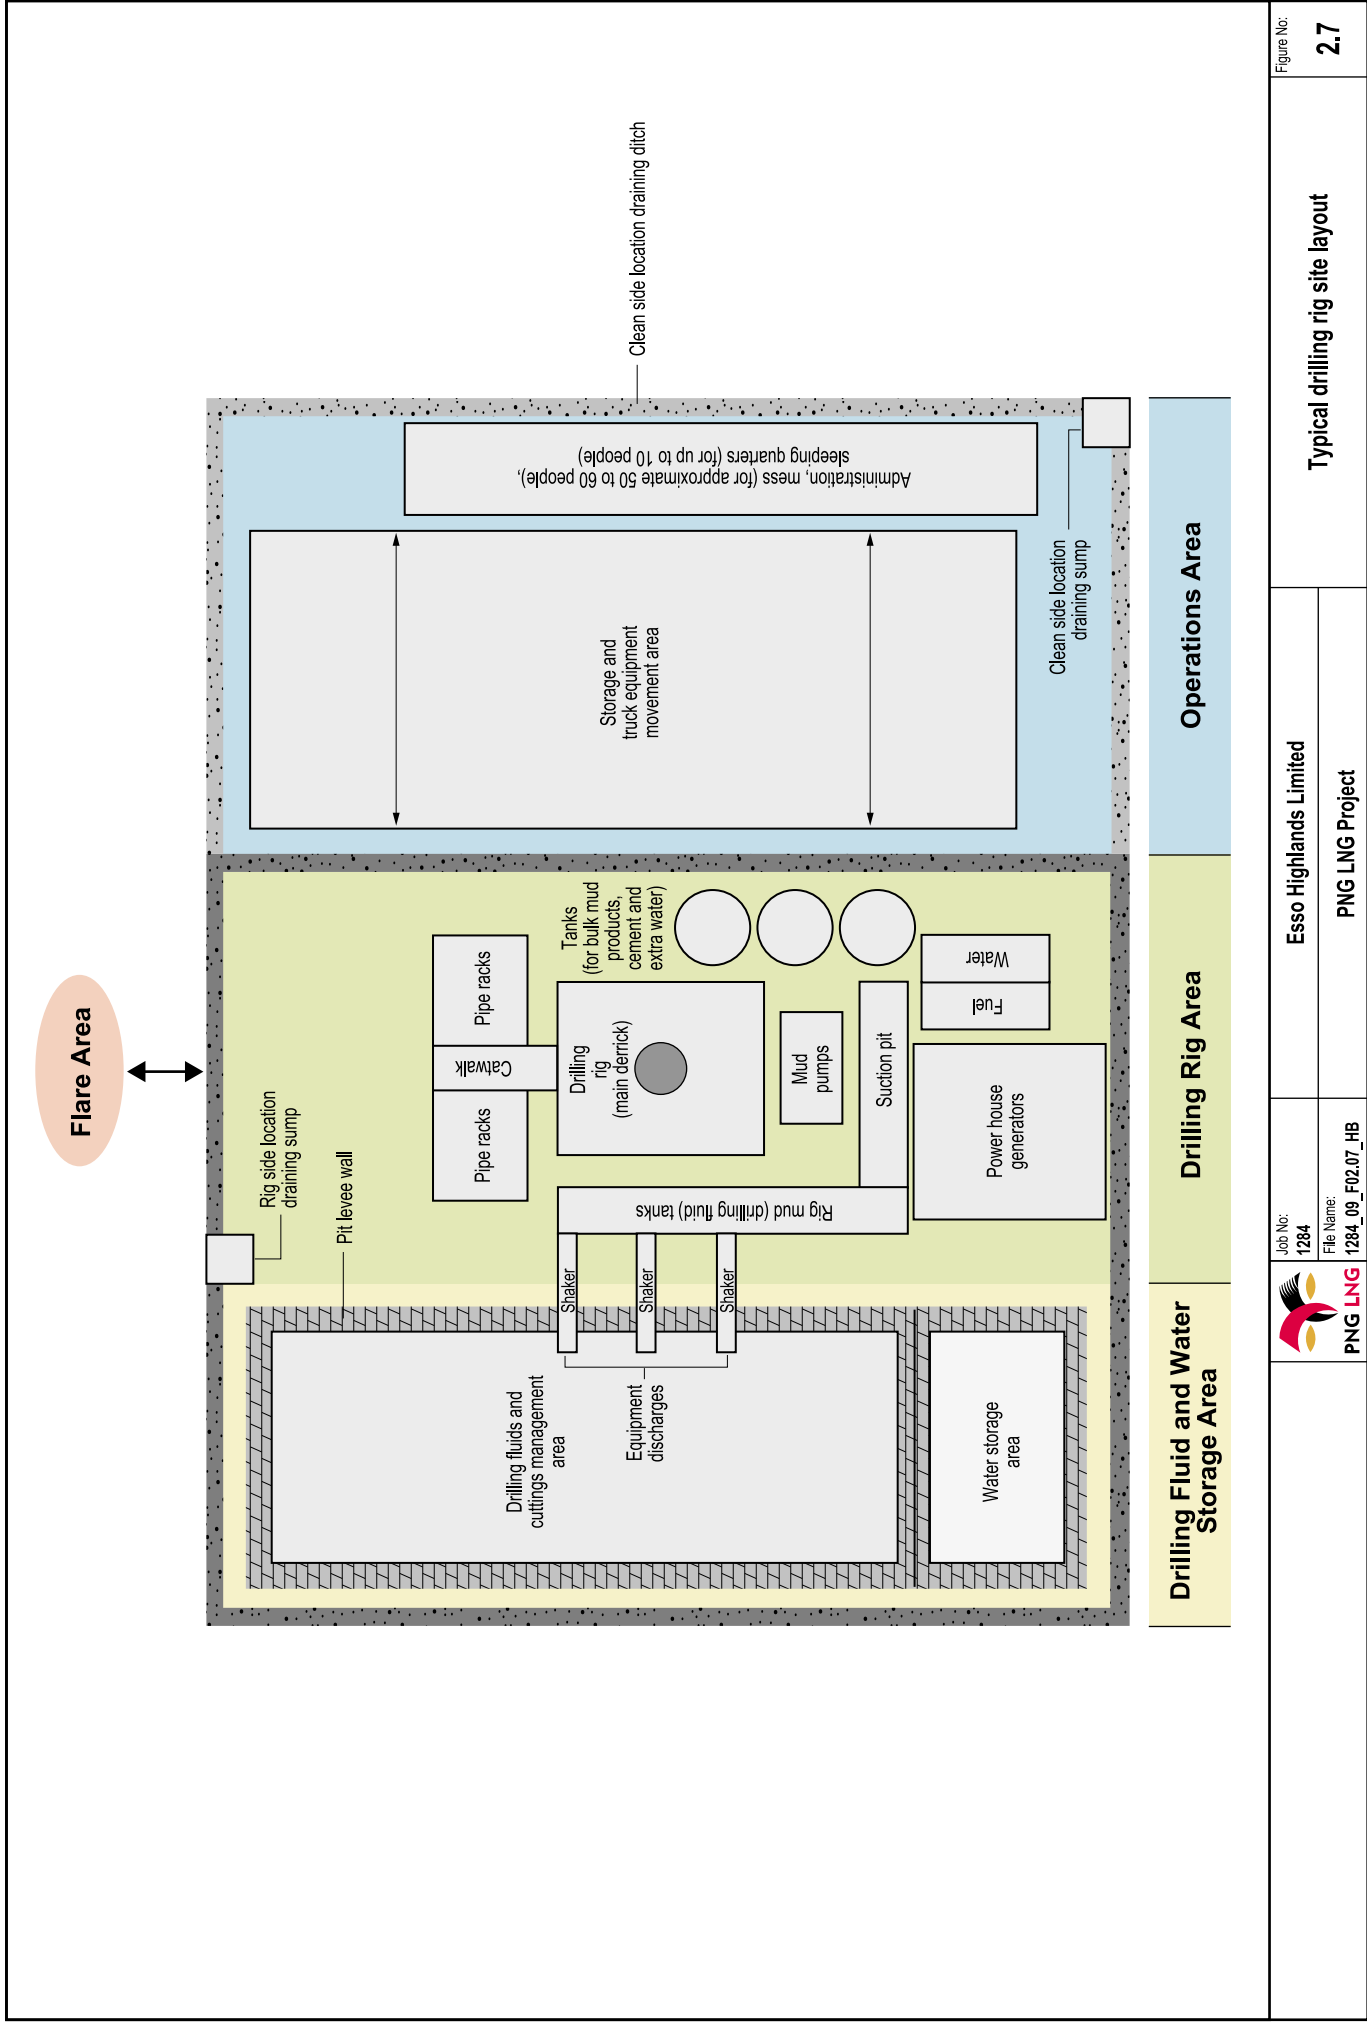 Flare Area
Rig side location
draining sump
Pit levee wall
Pipe racks
Catwalk
Pipe racks
Drilling
rig
(main derrick)
Tanks
(for bulk mud
products,
cement and
extra water)
Shaker
Shaker
Shaker
Rig mud (drilling fluid) tanks
Mud
pumps
Suction pit
Fuel
Water
Power house
generators
Drilling fluids and
cuttings management
area
Equipment
discharges
Water storage
area
Storage and
truck equipment
movement area
Administration, mess (for approximate 50 to 60 people),
sleeping quarters (for up to 10 people)
Clean side location draining ditch
Clean side location
draining sump
Drilling Fluid and Water
Storage Area
Drilling Rig Area
Operations Area
PNG LNG
Job No:
1284
File Name:
1284_09_F02.07_HB
Esso Highlands Limited
PNG LNG Project
Typical drilling rig site layout
Figure No:
2.7